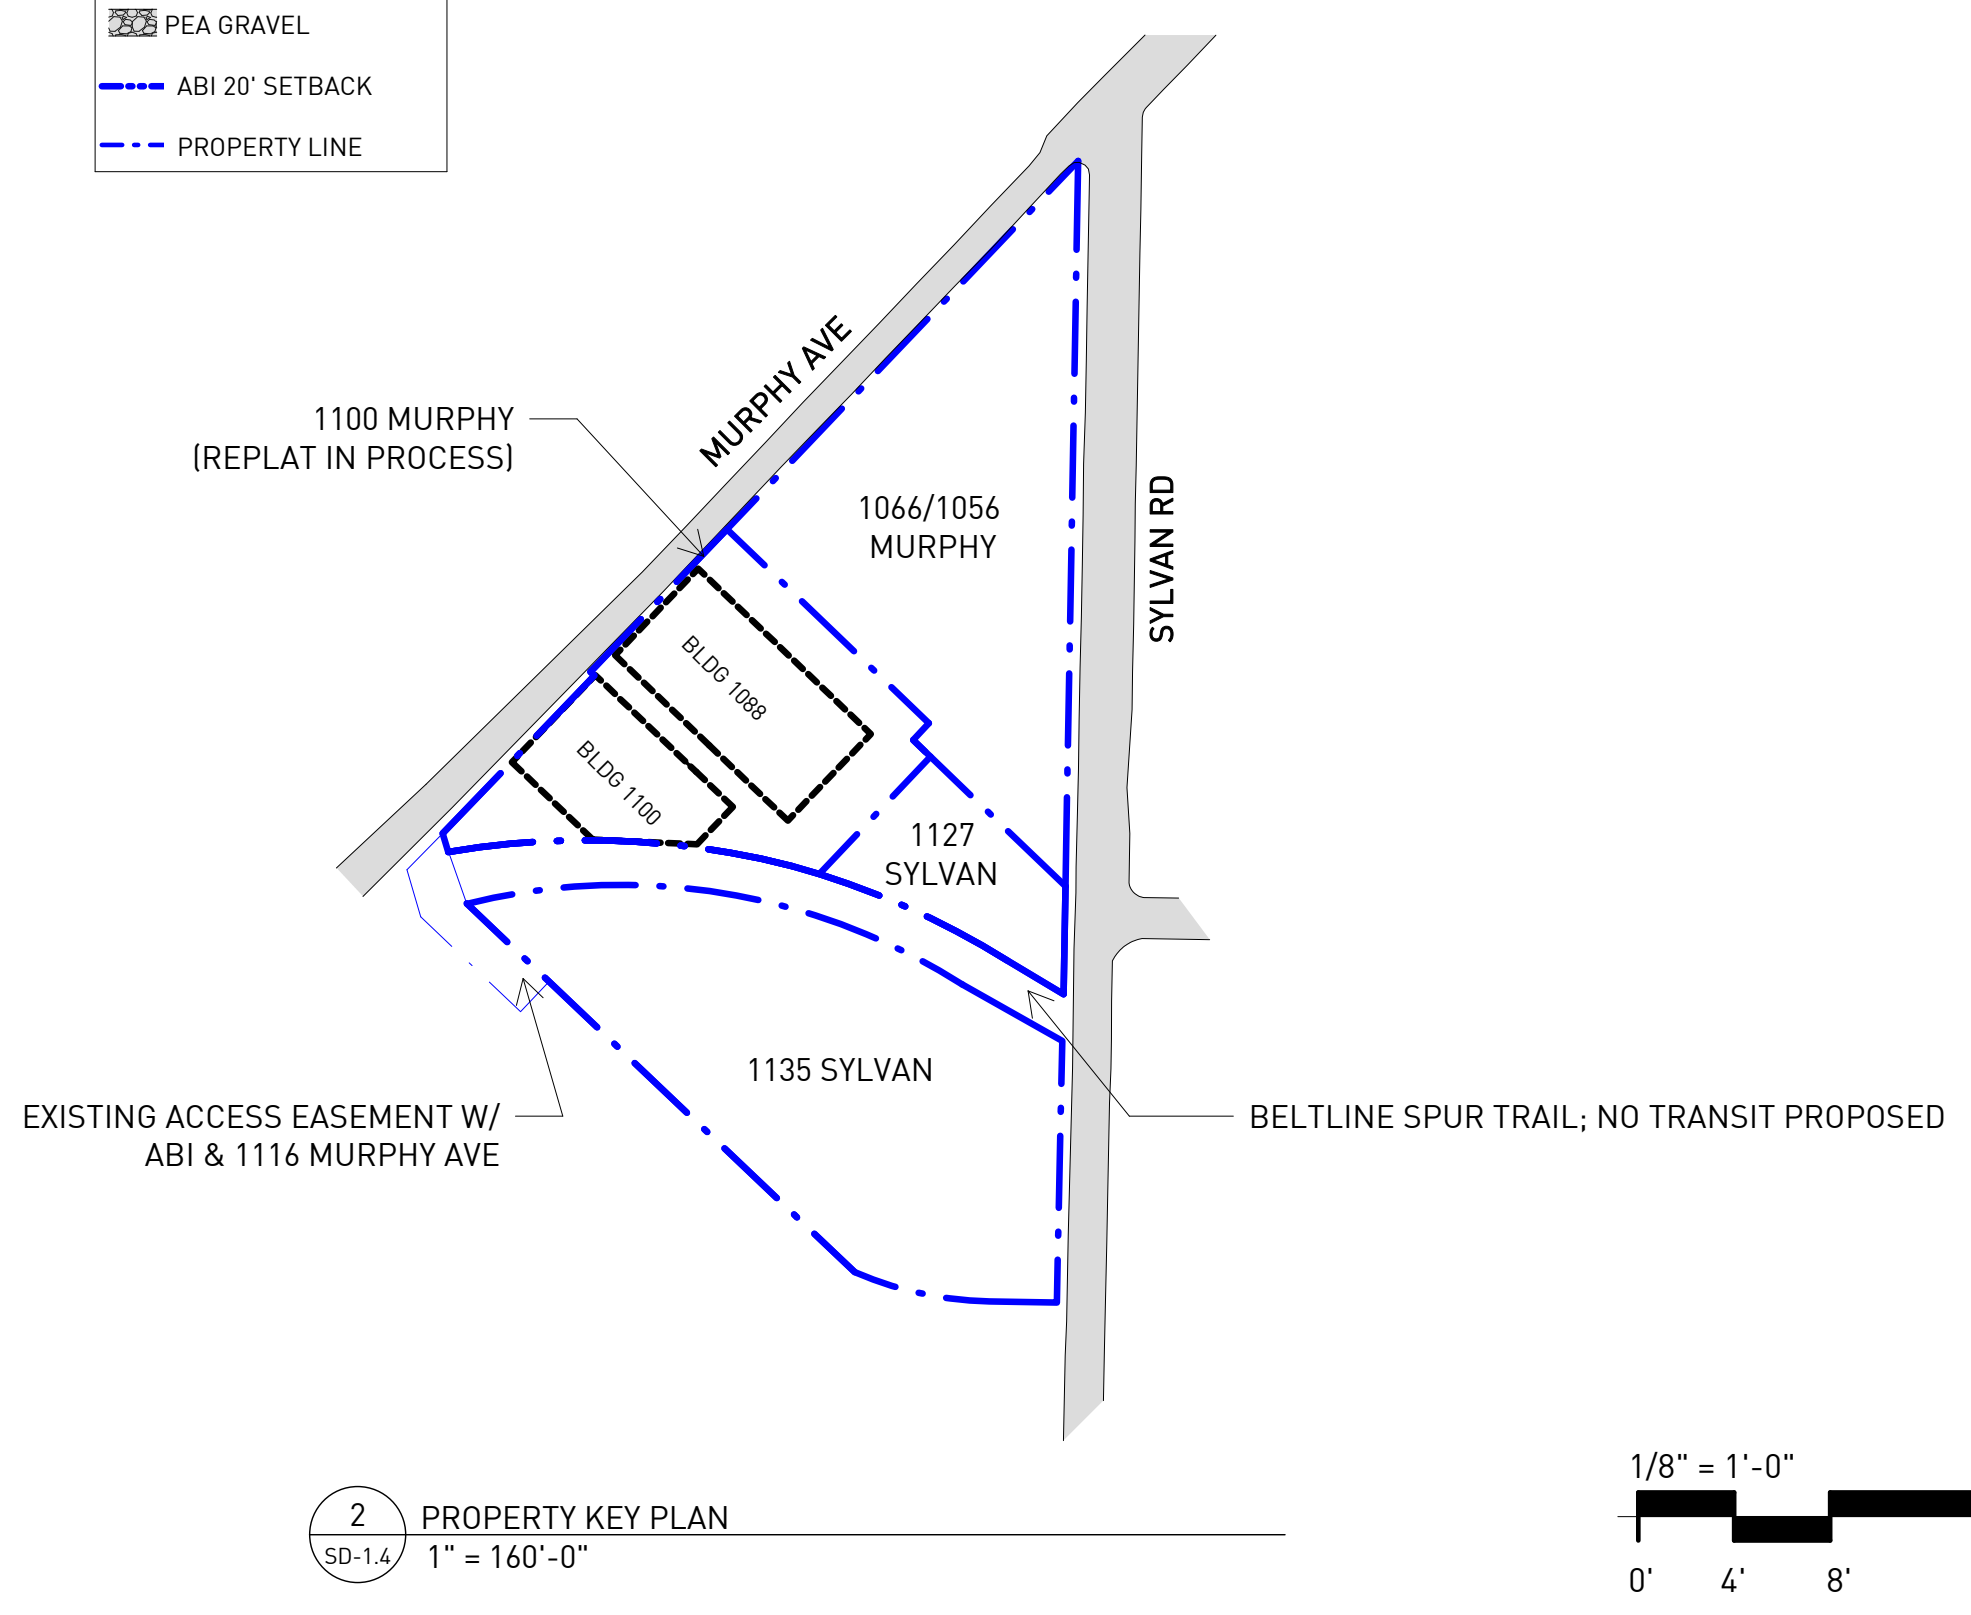 PEA GRAVEL
ABI 20' SETBACK
PROPERTY LINE
MURPHY AVE
1100 MURPHY
(REPLAT IN PROCESS)
1066/1056
MURPHY
SYLVAN RD
BLDG 1088
BLDG 1100
1127
SYLVAN
1135 SYLVAN
EXISTING ACCESS EASEMENT W/
ABI & 1116 MURPHY AVE
BELTLINE SPUR TRAIL; NO TRANSIT PROPOSED
2
SD-1.4
PROPERTY KEY PLAN
1" = 160'-0"
1/8" = 1'-0"
0' 4' 8'